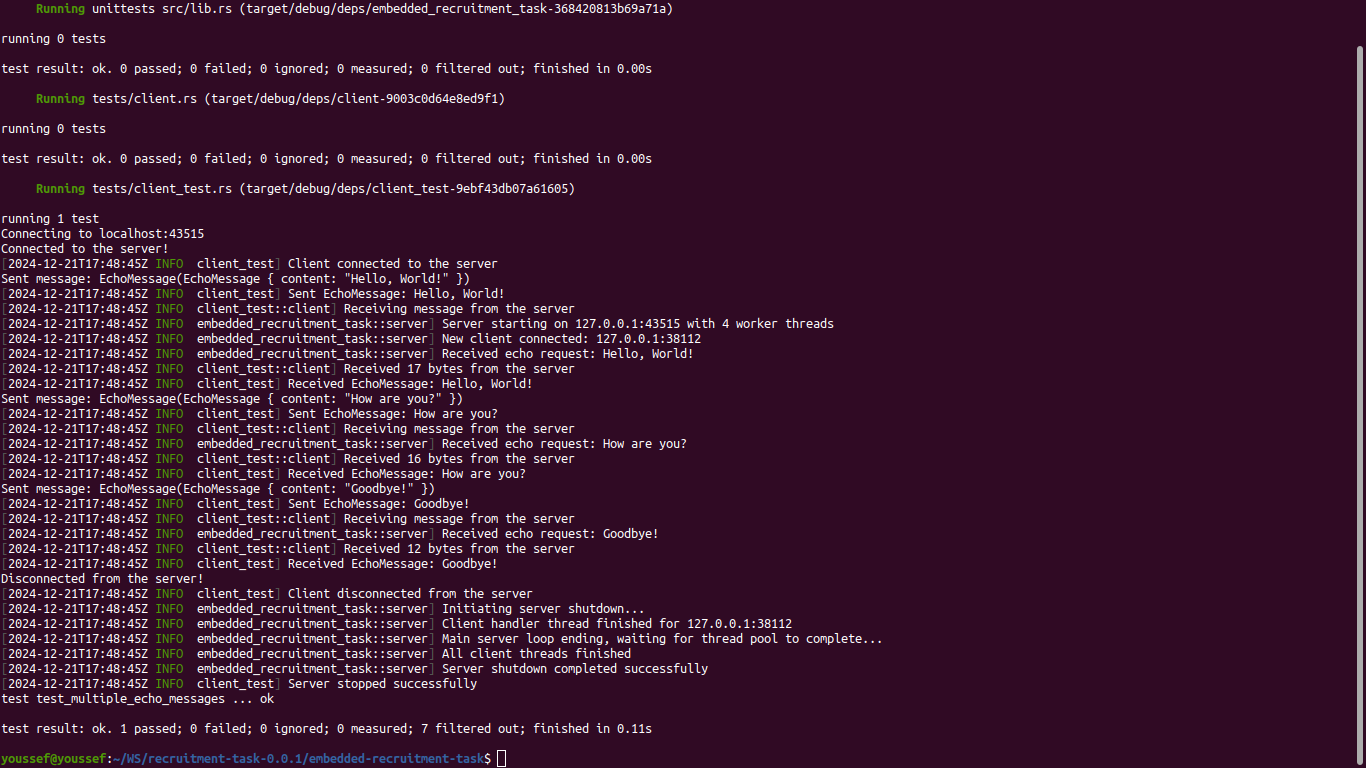 Running unittests src/lib.rs (target/debug/deps/embedded_recruitment_task-368420813b69a71a)
running 0 tests
test result: ok. 0 passed; 0 failed; 0 ignored; 0 measured; 0 filtered out; finished in 0.00s
Running tests/client.rs (target/debug/deps/client-9003c0d64e8ed9f1)
running 0 tests
test result: ok. 0 passed; 0 failed; 0 ignored; 0 measured; 0 filtered out; finished in 0.00s
Running tests/client_test.rs (target/debug/deps/client_test-9ebf43db07a61605)
running 1 test
Connecting to localhost:43515
Connected to the server!
[2024-12-21T17:48:45Z INFO  client_test] Client connected to the server
Sent message: EchoMessage(EchoMessage { content: "Hello, World!" })
[2024-12-21T17:48:45Z INFO  client_test] Sent EchoMessage: Hello, World!
[2024-12-21T17:48:45Z INFO  client_test::client] Receiving message from the server
[2024-12-21T17:48:45Z INFO  embedded_recruitment_task::server] Server starting on 127.0.0.1:43515 with 4 worker threads
[2024-12-21T17:48:45Z INFO  embedded_recruitment_task::server] New client connected: 127.0.0.1:38112
[2024-12-21T17:48:45Z INFO  embedded_recruitment_task::server] Received echo request: Hello, World!
[2024-12-21T17:48:45Z INFO  client_test::client] Received 17 bytes from the server
[2024-12-21T17:48:45Z INFO  client_test] Received EchoMessage: Hello, World!
Sent message: EchoMessage(EchoMessage { content: "How are you?" })
[2024-12-21T17:48:45Z INFO  client_test] Sent EchoMessage: How are you?
[2024-12-21T17:48:45Z INFO  client_test::client] Receiving message from the server
[2024-12-21T17:48:45Z INFO  embedded_recruitment_task::server] Received echo request: How are you?
[2024-12-21T17:48:45Z INFO  client_test::client] Received 16 bytes from the server
[2024-12-21T17:48:45Z INFO  client_test] Received EchoMessage: How are you?
Sent message: EchoMessage(EchoMessage { content: "Goodbye!" })
[2024-12-21T17:48:45Z INFO  client_test] Sent EchoMessage: Goodbye!
[2024-12-21T17:48:45Z INFO  client_test::client] Receiving message from the server
[2024-12-21T17:48:45Z INFO  embedded_recruitment_task::server] Received echo request: Goodbye!
[2024-12-21T17:48:45Z INFO  client_test::client] Received 12 bytes from the server
[2024-12-21T17:48:45Z INFO  client_test] Received EchoMessage: Goodbye!
Disconnected from the server!
[2024-12-21T17:48:45Z INFO  client_test] Client disconnected from the server
[2024-12-21T17:48:45Z INFO  embedded_recruitment_task::server] Initiating server shutdown...
[2024-12-21T17:48:45Z INFO  embedded_recruitment_task::server] Client handler thread finished for 127.0.0.1:38112
[2024-12-21T17:48:45Z INFO  embedded_recruitment_task::server] Main server loop ending, waiting for thread pool to complete...
[2024-12-21T17:48:45Z INFO  embedded_recruitment_task::server] All client threads finished
[2024-12-21T17:48:45Z INFO  embedded_recruitment_task::server] Server shutdown completed successfully
[2024-12-21T17:48:45Z INFO  client_test] Server stopped successfully
test test_multiple_echo_messages ... ok
test result: ok. 1 passed; 0 failed; 0 ignored; 0 measured; 7 filtered out; finished in 0.11s
youssef@youssef:~/WS/recruitment-task-0.0.1/embedded-recruitment-task$